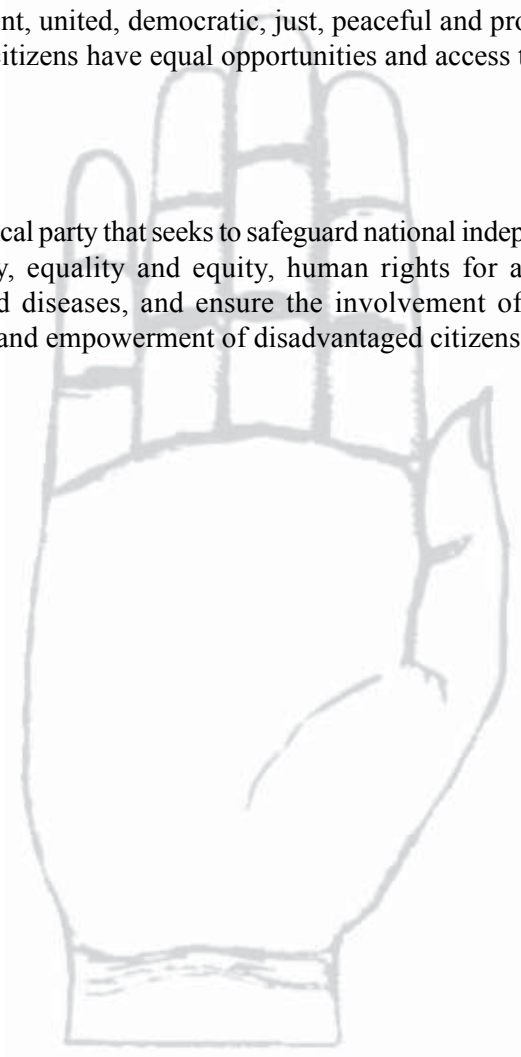 nt, united, democratic, just, peaceful and pro
citizens have equal opportunities and access t
cal party that seeks to safeguard national indep
y, equality and equity, human rights for a
d diseases, and ensure the involvement of
and empowerment of disadvantaged citizens